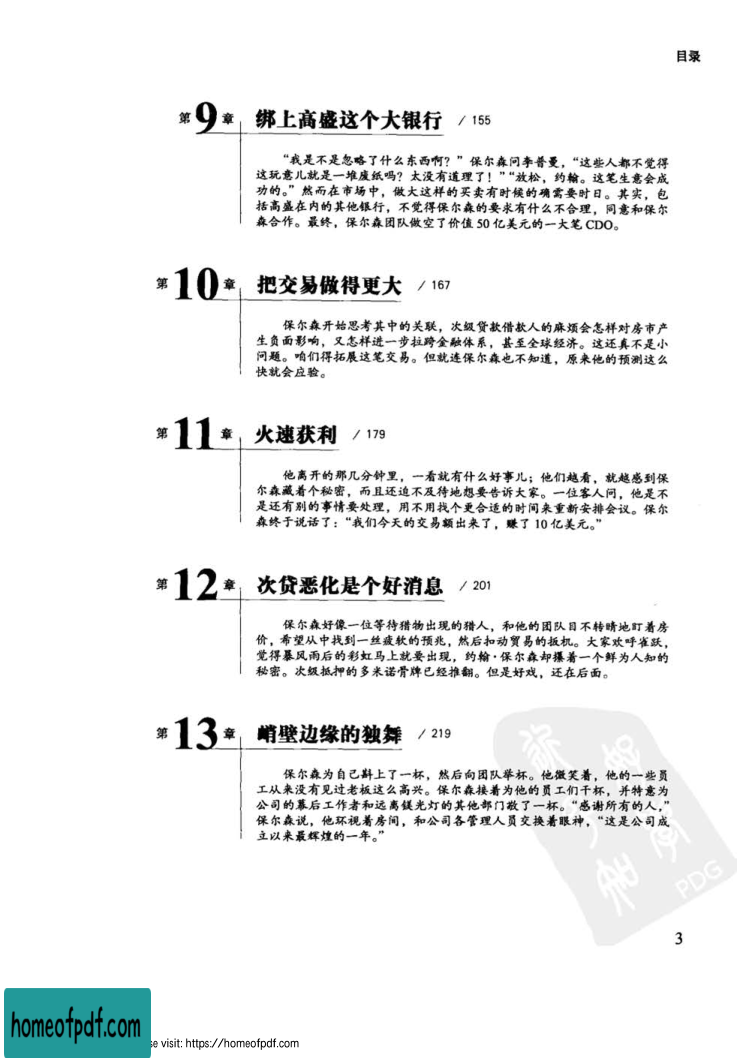 目录
第9章 绑上高盛这个大银行 / 155
“我是不是忽略了什么东西啊？”保尔森问李普曼，“这些人都不觉得
这玩意儿就是一堆废纸吗？太没有道理了！”“放松，约翰。这笔生意会成
功的。”然而在市场中，做大这样的买卖有时候的确需要时日。其实，包
括高盛在内的其他银行，不觉得保尔森的要求有什么不合理，同意和保尔
森合作。最终，保尔森团队做空了价值50亿美元的一大笔CDO。
第10章 把交易做得更大 / 167
保尔森开始思考其中的关联，次级贷款借款人的麻烦会怎样对房市产
生负面影响，又怎样进一步拉跨金融体系，甚至全球经济。这还真不是小
问题。咱们得拓展这笔交易。但就连保尔森也不知道，原来他的预测这么
快就会应验。
第11章 火速获利 / 179
他离开的那几分钟里，一看就有什么好事儿；他们越看，就越感到保
尔森藏着个秘密，而且还迫不及待地想要告诉大家。一位客人问，他是不
是还有别的事情要处理，用不用找个更合适的时间来重新安排会议。保尔
森终于说话了：“我们今天的交易额出来了，赚了10亿美元。”
第12章 次贷恶化是个好消息 / 201
保尔森好像一位等待猎物出现的猎人，和他的团队目不转睛地盯着房
价，希望从中找到一丝疲软的预兆，然后扣动贸易的扳机。大家欢呼雀跃，
觉得暴风雨后的彩虹马上就要出现，约翰·保尔森却攥着一个鲜为人知的
秘密。次级抵押的多米诺骨牌已经推翻。但是好戏，还在后面。
第13章 峭壁边缘的独舞 / 219
保尔森为自己斟上了一杯，然后向团队举杯。他微笑着，他的一些员
工从来没有见过老板这么高兴。保尔森接着为他的员工们干杯，并特意为
公司的幕后工作者和远离镁光灯的其他部门敬了一杯。“感谢所有的人，”
保尔森说，他环视着房间，和公司各管理人员交换着眼神，“这是公司成
立以来最辉煌的一年。”
PDG
3
homeofpdf.com
se visit: https://homeofpdf.com